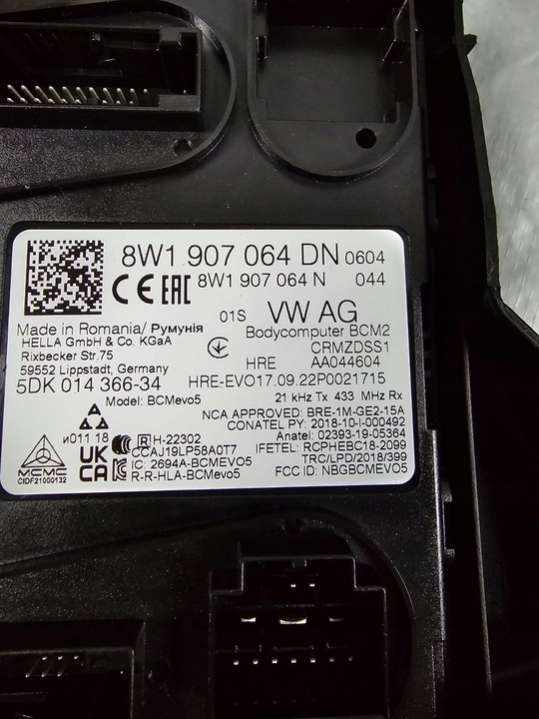 8W1 907 064 DN 0604
8W1 907 064 N 044
CE EAC
01S VW AG
Made in Romania/ Румунія
Bodycomputer BCM2
HELLA GmbH & Co. KGaA
CRMZDSS1
Rixbecker Str.75
HRE AA044604
59552 Lippstadt, Germany
5DK 014 366-34
HRE-EVO17.09.22P0021715
Model: BCMevo5
21 kHz Tx 433 MHz Rx
NCA APPROVED: BRE-1M-GE2-15A
CONATEL PY: 2018-10-I-000492
Anatel: 02393-19-05364
IFETEL: RCPHEBC18-2099
TRC/LPD/2018/399
FCC ID: NBGBCMEVO5
и011 18
R H-22302
CCAJ19LP58A0T7
IC: 2694A-BCMEVO5
R-R-HLA-BCMevo5
UK
CA
MCMC
CIDF21000132